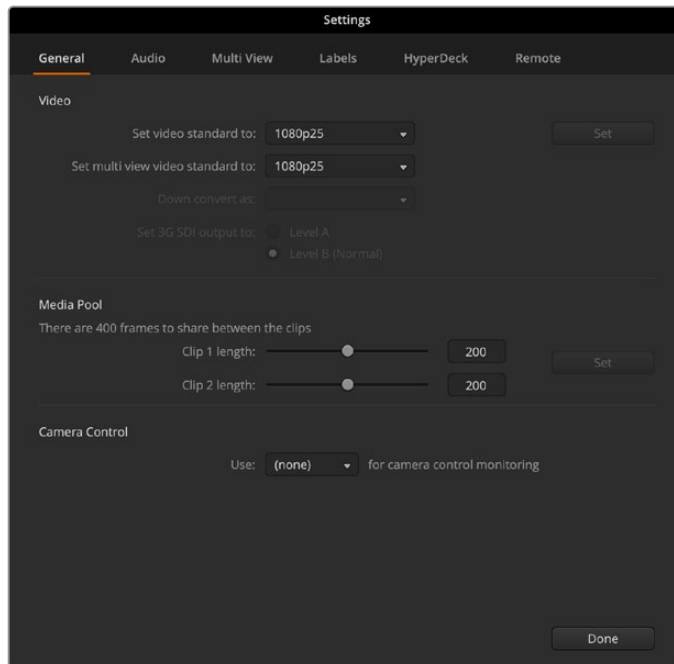 Settings
General Audio Multi View Labels HyperDeck Remote
Video
Set video standard to: 1080p25 Set
Set multi view video standard to: 1080p25
Down convert as:
Set 3G SDI output to: Level A
Level B (Normal)
Media Pool
There are 400 frames to share between the clips
Clip 1 length: 200
Set
Clip 2 length: 200
Camera Control
Use: (none) for camera control monitoring
Done